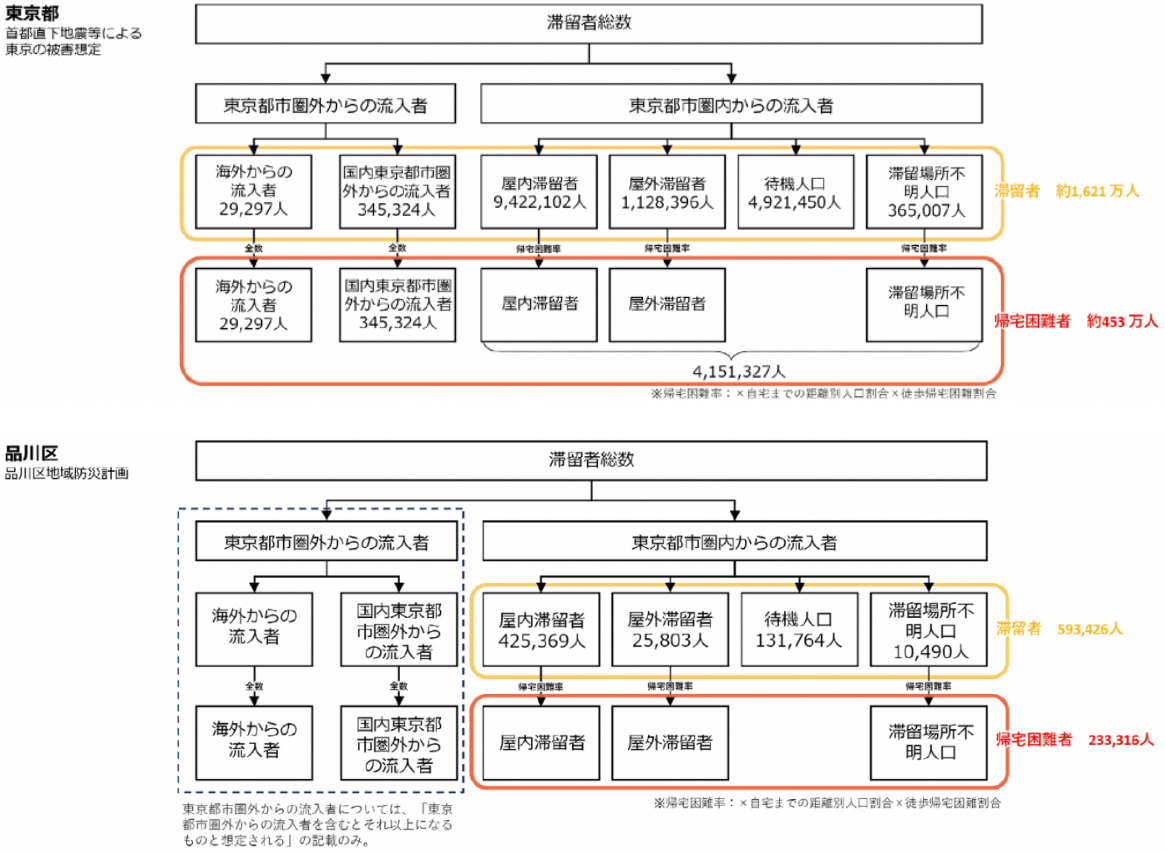 東京都
首都直下地震等による
東京の被害想定
滞留者総数
東京都市圏外からの流入者
東京都市圏内からの流入者
海外からの
流入者
29,297人
国内東京都市圏
外からの流入者
345,324人
屋内滞留者
9,422,102人
屋外滞留者
1,128,396人
待機人口
4,921,450人
滞留場所不
明人口
365,007人
滞留者 約1,621万人
全数
全数
帰宅困難率
帰宅困難率
帰宅困難率
海外からの
流入者
29,297人
国内東京都市圏
外からの流入者
345,324人
屋内滞留者
屋外滞留者
滞留場所不
明人口
帰宅困難者 約453万人
4,151,327人
※帰宅困難率：×自宅までの距離別人口割合×徒歩帰宅困難割合
品川区
品川区地域防災計画
滞留者総数
東京都市圏外からの流入者
東京都市圏内からの流入者
海外からの
流入者
国内東京都
市圏外から
の流入者
屋内滞留者
425,369人
屋外滞留者
25,803人
待機人口
131,764人
滞留場所不
明人口
10,490人
滞留者 593,426人
全数
全数
帰宅困難率
帰宅困難率
帰宅困難率
海外からの
流入者
国内東京都
市圏外から
の流入者
屋内滞留者
屋外滞留者
滞留場所不
明人口
帰宅困難者 233,316人
※帰宅困難率：×自宅までの距離別人口割合×徒歩帰宅困難割合
東京都市圏外からの流入者については、「東京
都市圏外からの流入者を含むとそれ以上になる
ものと想定される」の記載のみ。